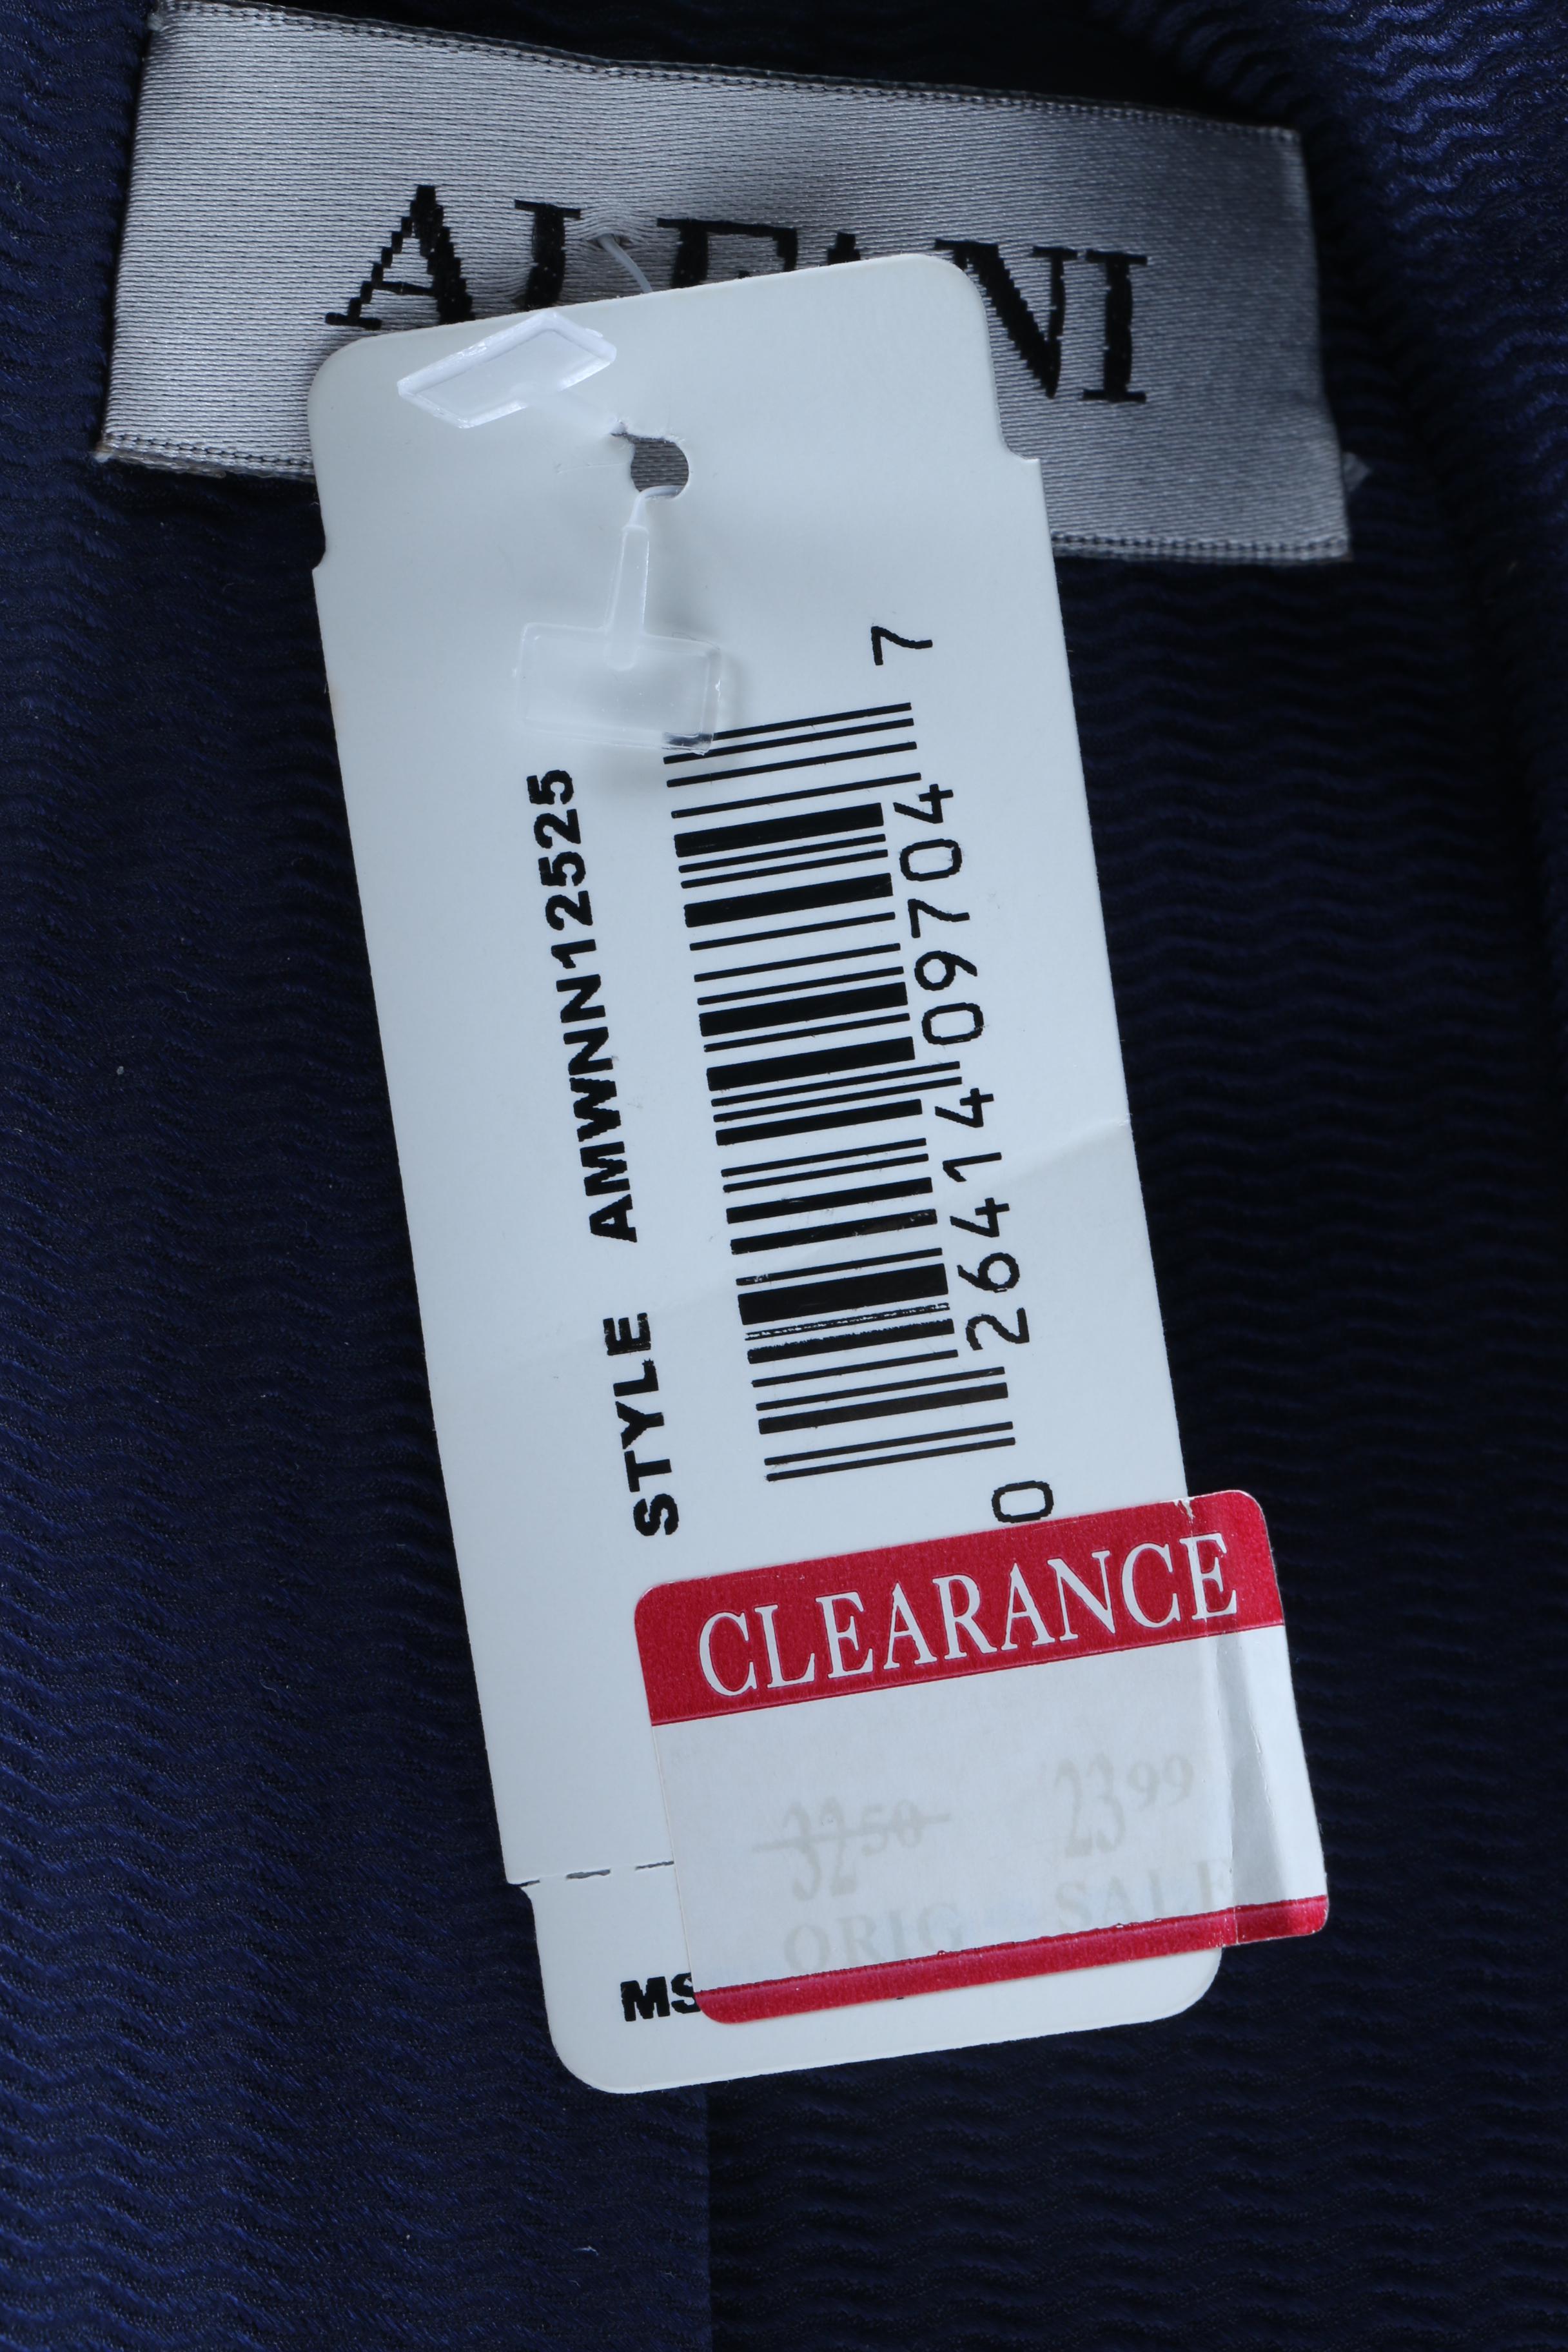 ALFANI
STYLE AMWNN12525
0 26414 09704 7
CLEARANCE
32 50 23 99
ORIG SALE
MS